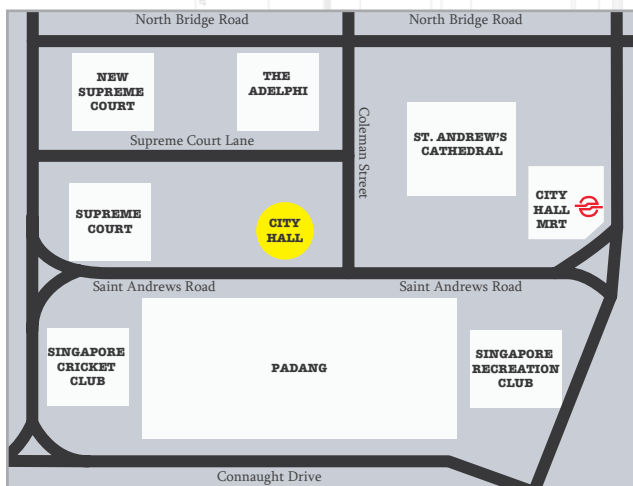 North Bridge Road
North Bridge Road
NEW
SUPREME
COURT
THE
ADELPHI
Coleman Street
ST. ANDREW'S
CATHEDRAL
Supreme Court Lane
CITY
HALL
MRT
SUPREME
COURT
CITY
HALL
Saint Andrews Road
Saint Andrews Road
SINGAPORE
CRICKET
CLUB
PADANG
SINGAPORE
RECREATION
CLUB
Connaught Drive